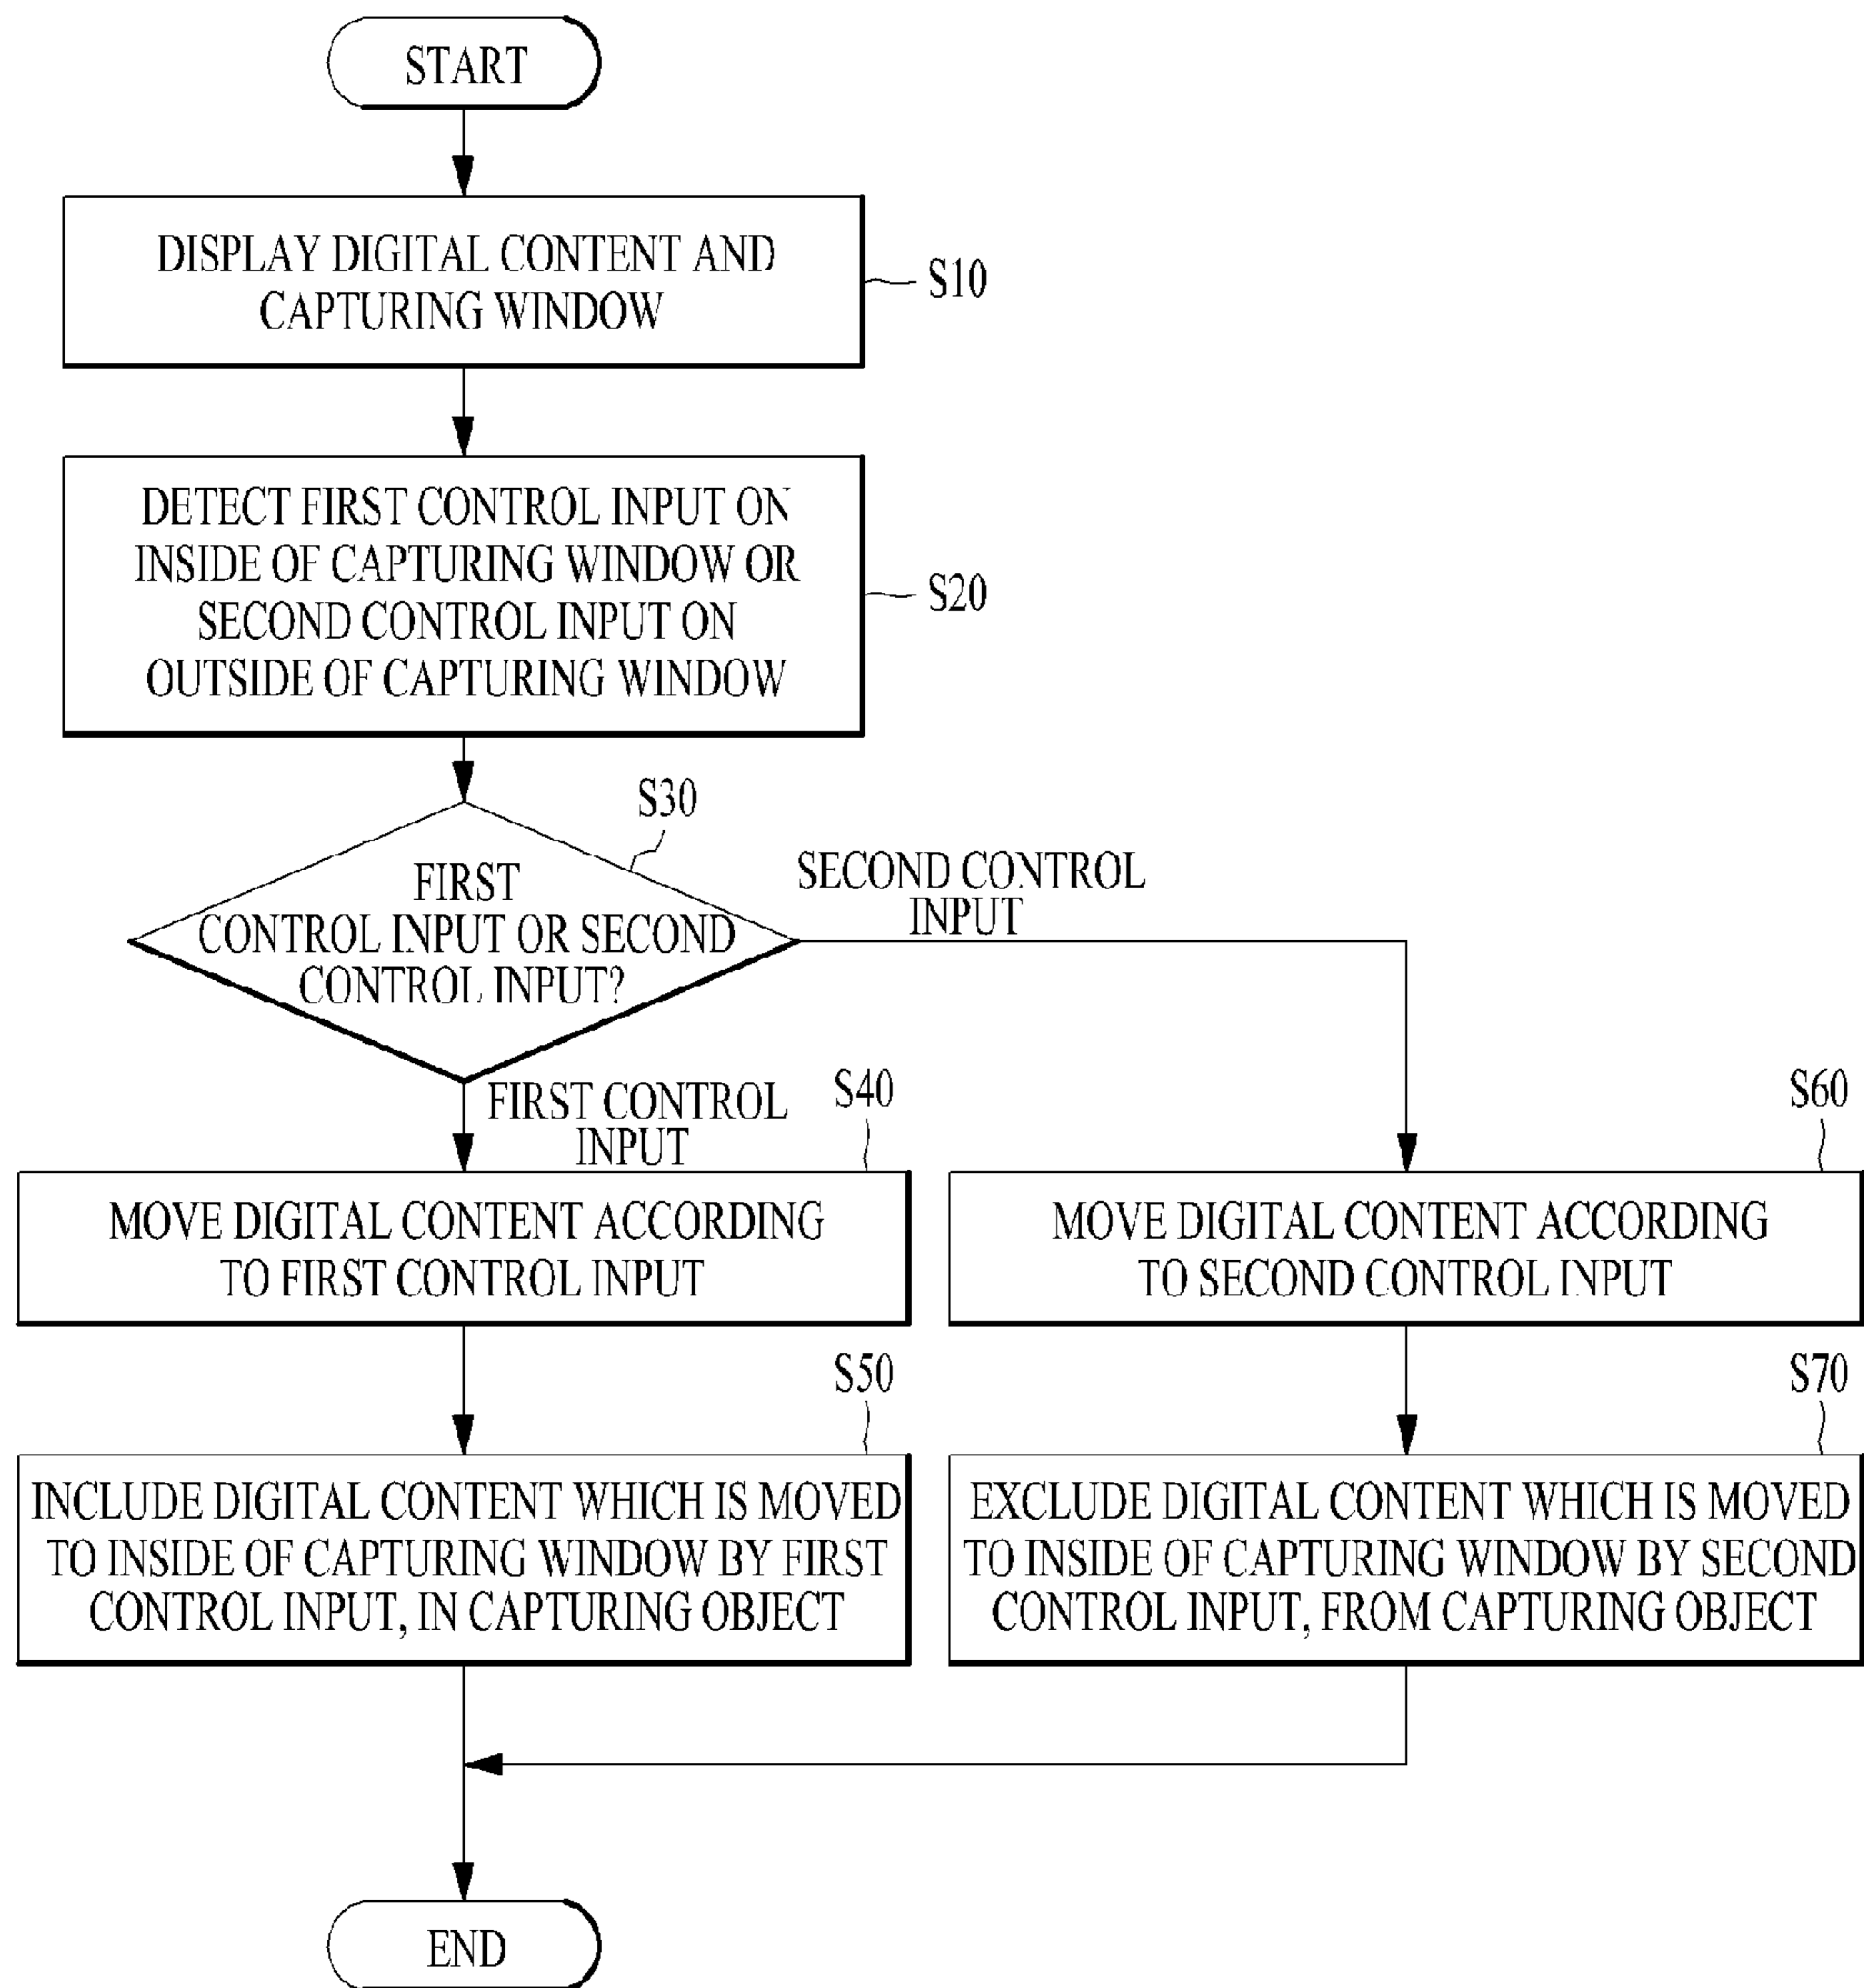 START
DISPLAY DIGITAL CONTENT AND
CAPTURING WINDOW
S10
DETECT FIRST CONTROL INPUT ON
INSIDE OF CAPTURING WINDOW OR
SECOND CONTROL INPUT ON
OUTSIDE OF CAPTURING WINDOW
S20
S30
FIRST
CONTROL INPUT OR SECOND
CONTROL INPUT?
SECOND CONTROL
INPUT
FIRST CONTROL
INPUT
S40
MOVE DIGITAL CONTENT ACCORDING
TO FIRST CONTROL INPUT
S60
MOVE DIGITAL CONTENT ACCORDING
TO SECOND CONTROL INPUT
S50
INCLUDE DIGITAL CONTENT WHICH IS MOVED
TO INSIDE OF CAPTURING WINDOW BY FIRST
CONTROL INPUT, IN CAPTURING OBJECT
S70
EXCLUDE DIGITAL CONTENT WHICH IS MOVED
TO INSIDE OF CAPTURING WINDOW BY SECOND
CONTROL INPUT, FROM CAPTURING OBJECT
END